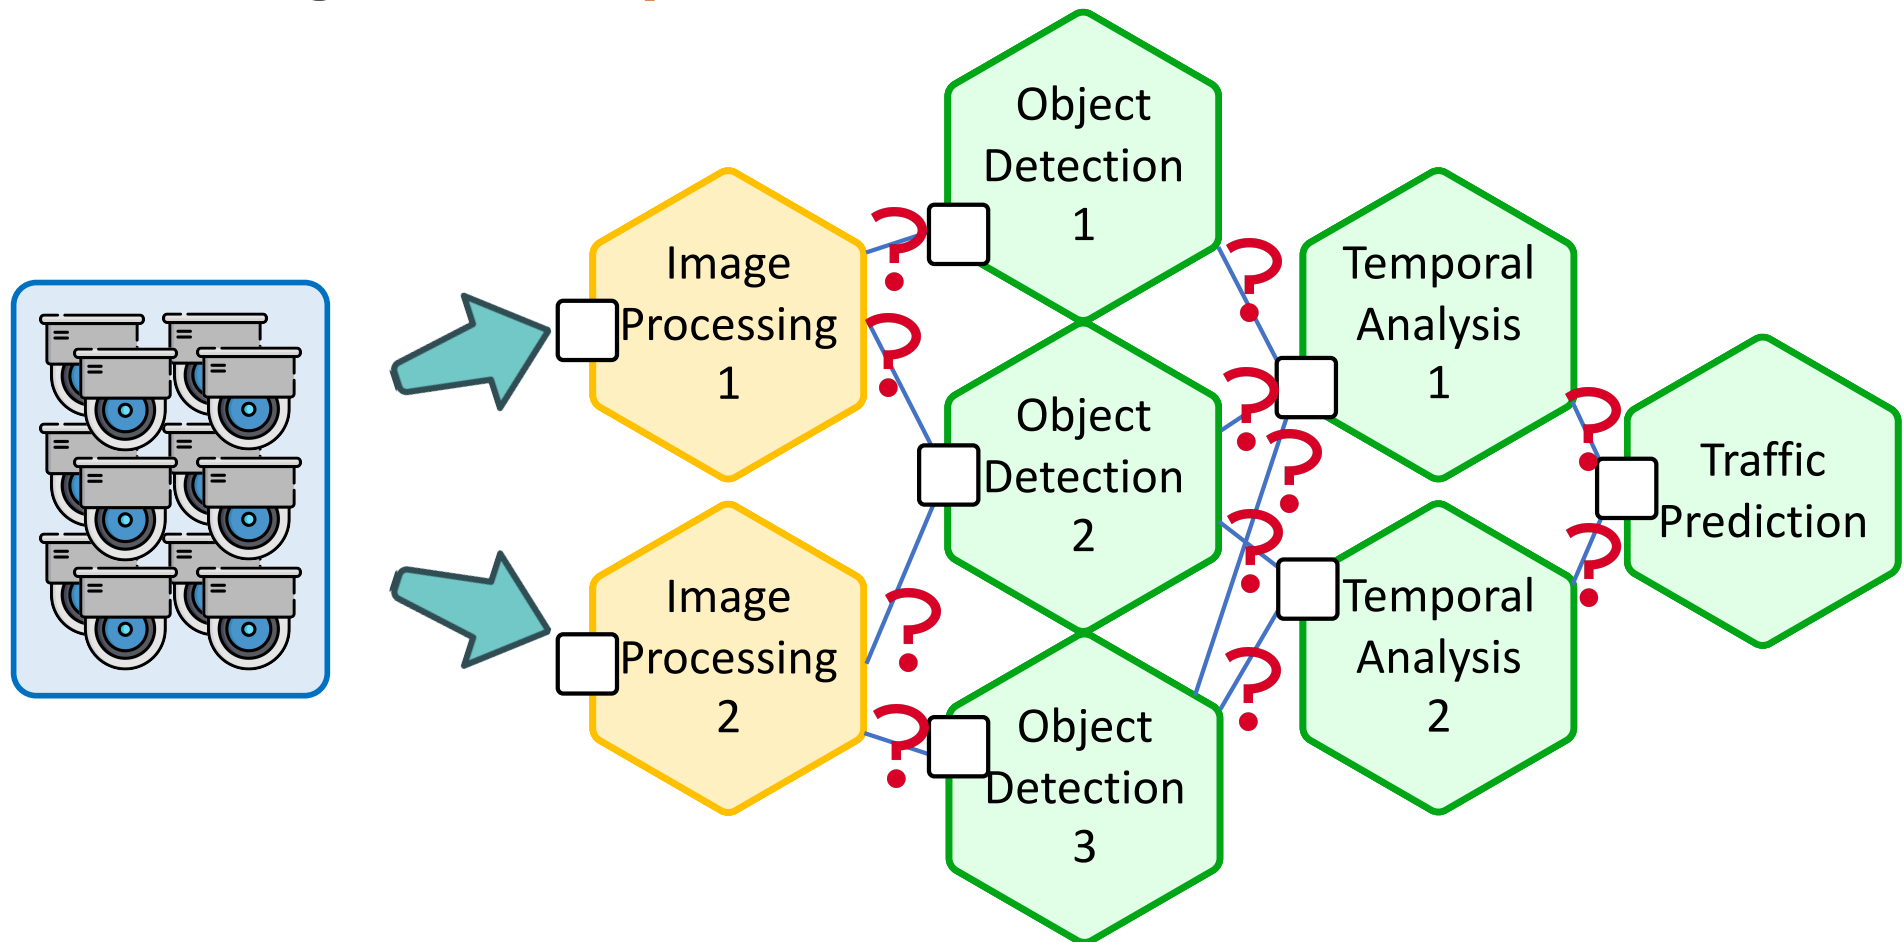 Object
Detection
1
Image
Processing
1
Temporal
Analysis
1
Object
Detection
2
Traffic
Prediction
Image
Processing
2
Temporal
Analysis
2
Object
Detection
3
?
?
?
?
?
?
?
?
?
?
?